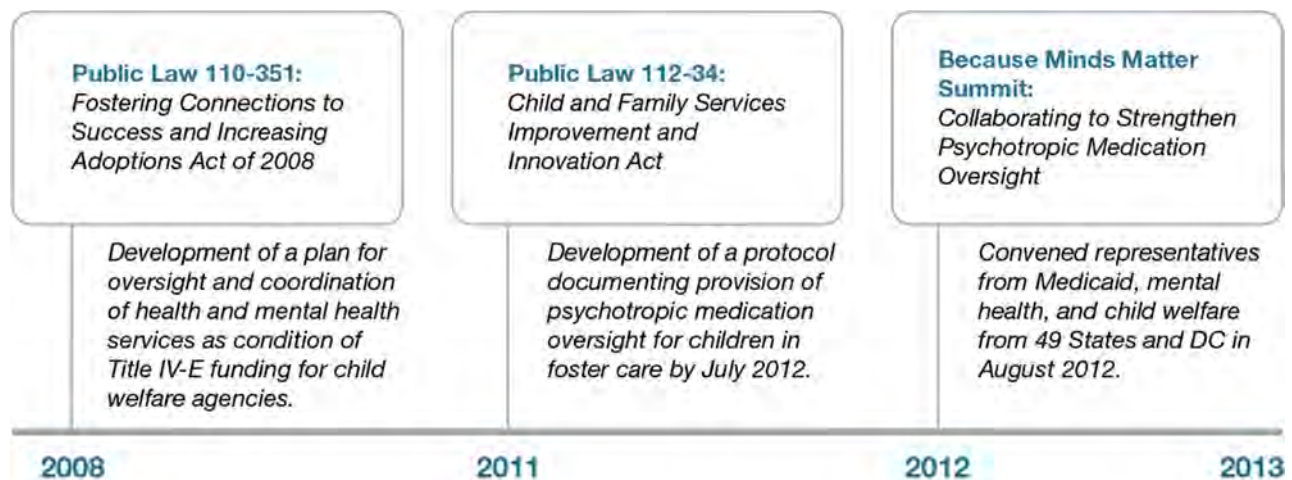 Public Law 110-351:
Fostering Connections to
Success and Increasing
Adoptions Act of 2008
Development of a plan for
oversight and coordination
of health and mental health
services as condition of
Title IV-E funding for child
welfare agencies.
Public Law 112-34:
Child and Family Services
Improvement and
Innovation Act
Development of a protocol
documenting provision of
psychotropic medication
oversight for children in
foster care by July 2012.
Because Minds Matter
Summit:
Collaborating to Strengthen
Psychotropic Medication
Oversight
Convened representatives
from Medicaid, mental
health, and child welfare
from 49 States and DC in
August 2012.
2008
2011
2012
2013